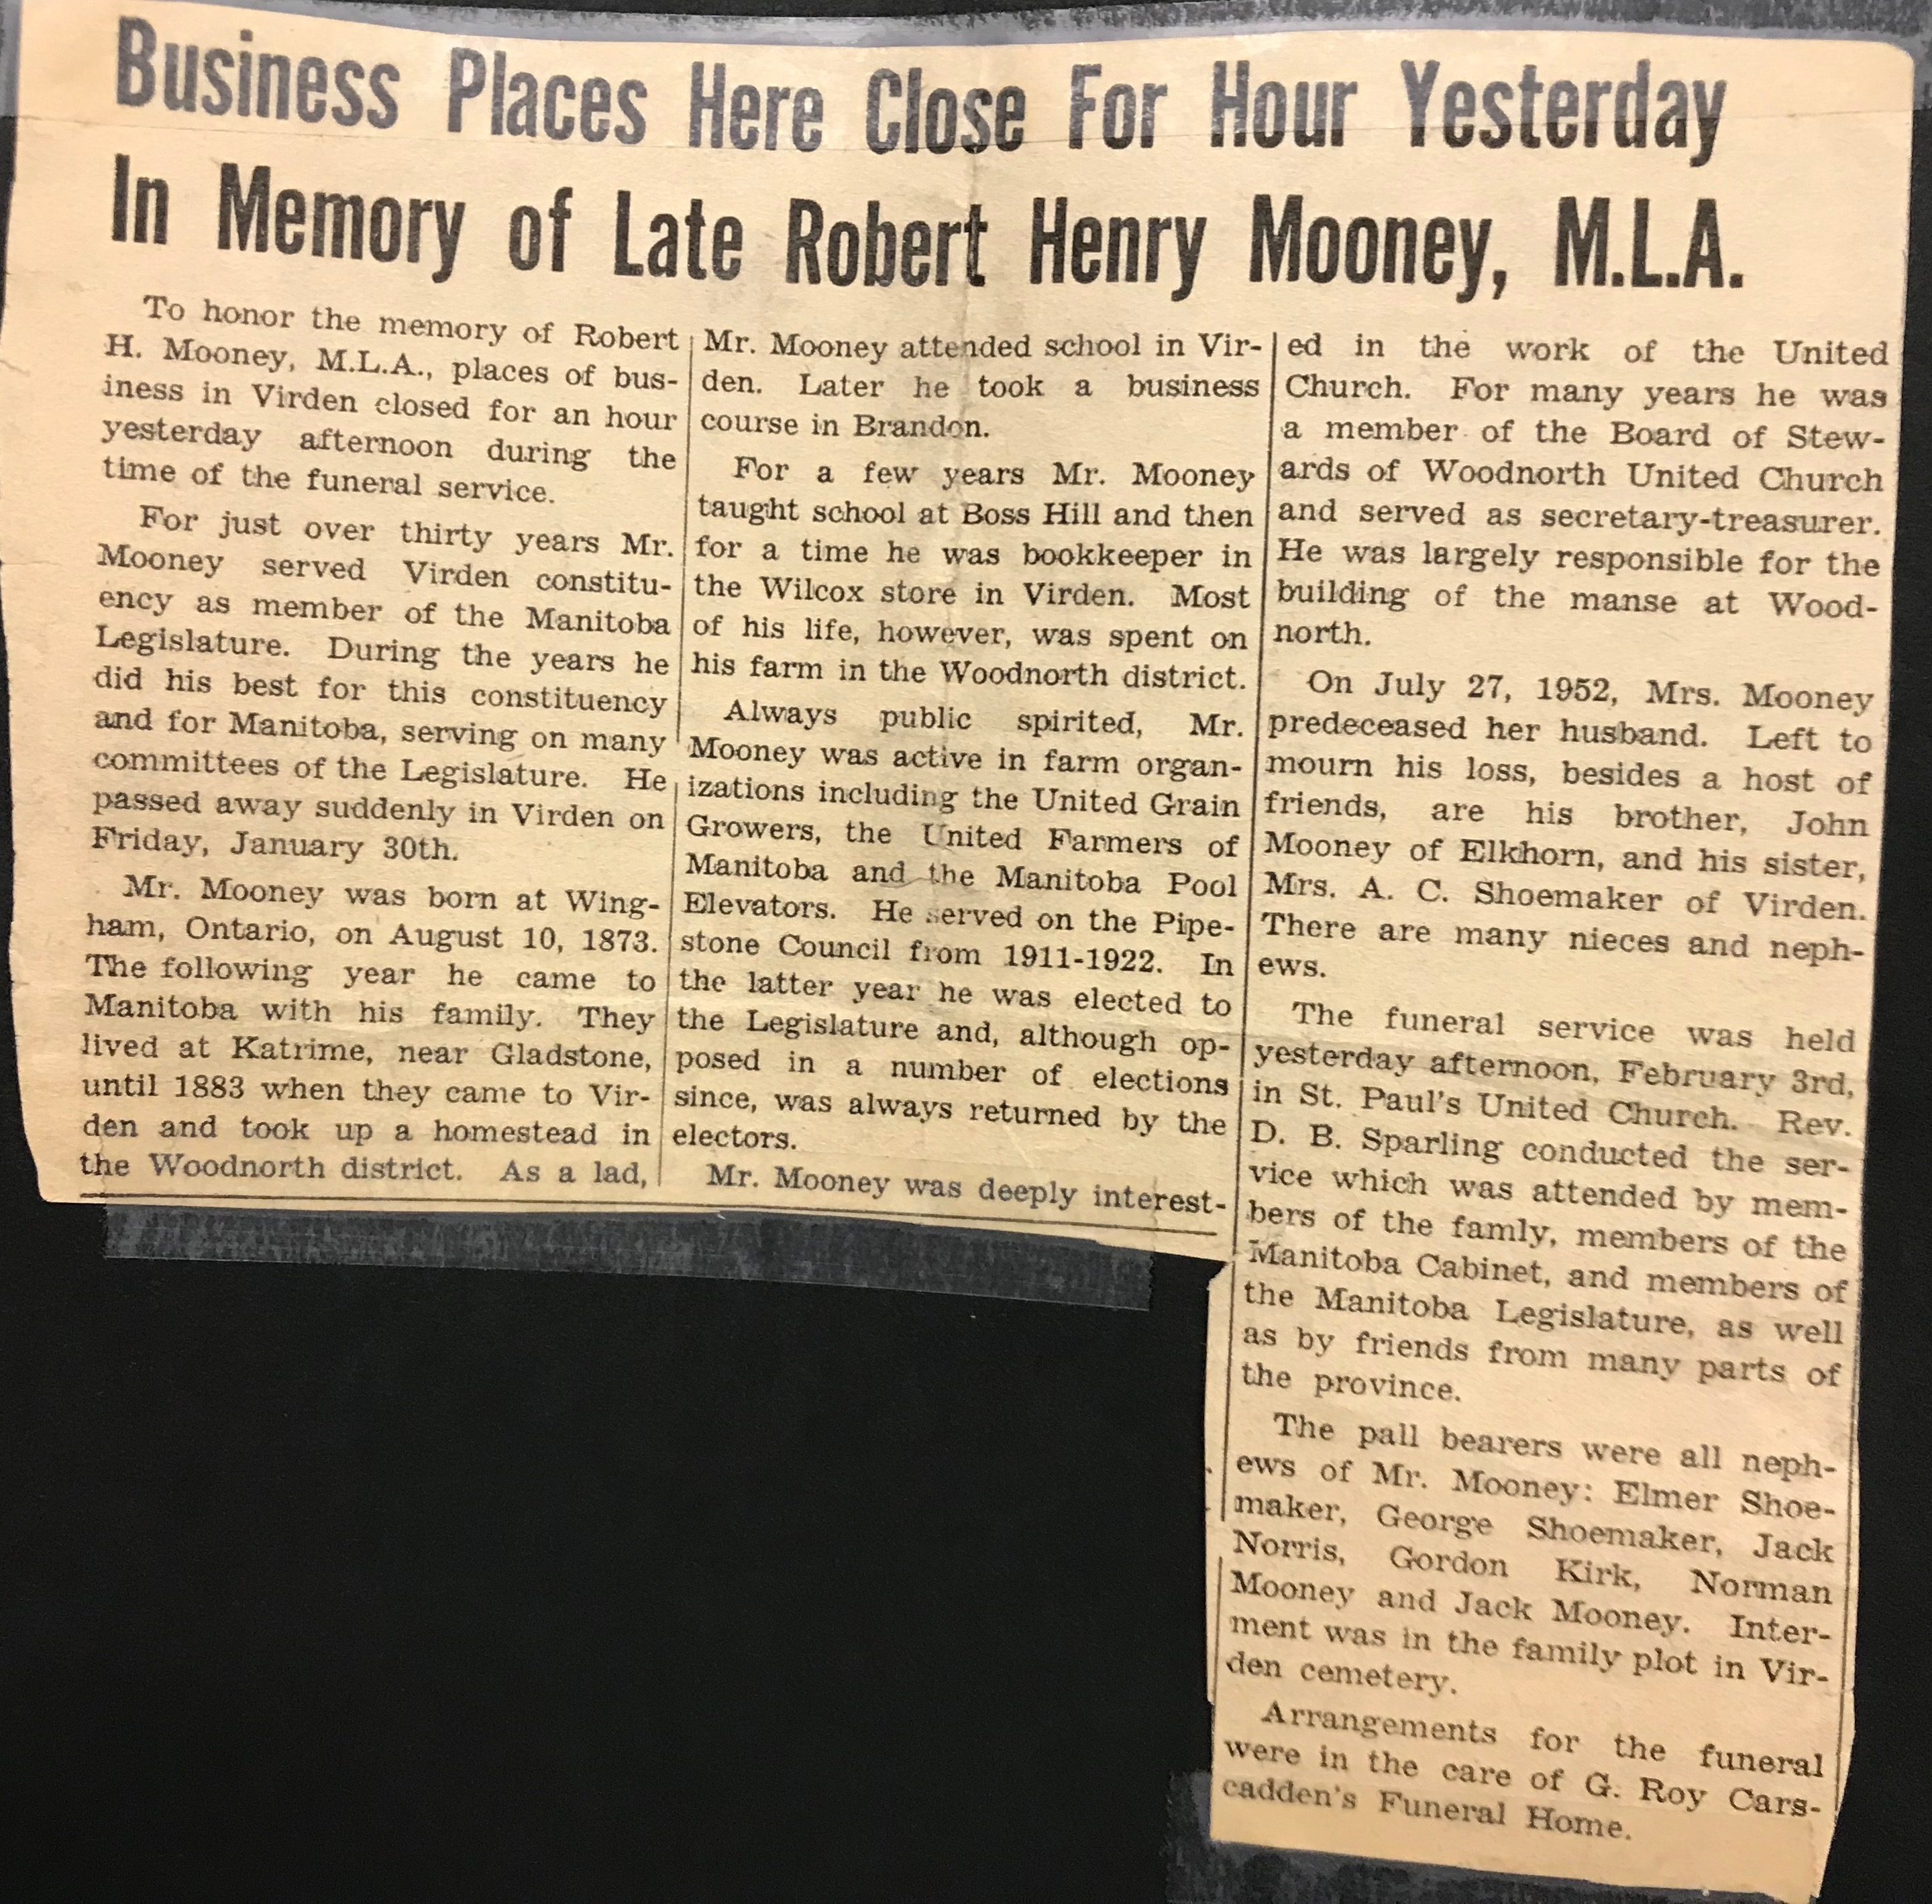 Business Places Here Close For Hour Yesterday
In Memory of Late Robert Henry Mooney, M.L.A.
To honor the memory of Robert
H. Mooney, M.L.A., places of bus-
iness in Virden closed for an hour
yesterday afternoon during the
time of the funeral service.
For just over thirty years Mr.
Mooney served Virden constitu-
ency as member of the Manitoba
Legislature. During the years he
did his best for this constituency
and for Manitoba, serving on many
committees of the Legislature. He
passed away suddenly in Virden on
Friday, January 30th.
Mr. Mooney was born at Wing-
ham, Ontario, on August 10, 1873.
The following year he came to
Manitoba with his family. They
lived at Katrime, near Gladstone,
until 1883 when they came to Vir-
den and took up a homestead in
the Woodnorth district. As a lad,
Mr. Mooney attended school in Vir-
den. Later he took a business
course in Brandon.
For a few years Mr. Mooney
taught school at Boss Hill and then
for a time he was bookkeeper in
the Wilcox store in Virden. Most
of his life, however, was spent on
his farm in the Woodnorth district.
Always public spirited, Mr.
Mooney was active in farm organ-
izations including the United Grain
Growers, the United Farmers of
Manitoba and the Manitoba Pool
Elevators. He served on the Pipe-
stone Council from 1911-1922. In
the latter year he was elected to
the Legislature and, although op-
posed in a number of elections
since, was always returned by the
electors.
Mr. Mooney was deeply interest-
ed in the work of the United
Church. For many years he was
a member of the Board of Stew-
ards of Woodnorth United Church
and served as secretary-treasurer.
He was largely responsible for the
building of the manse at Wood-
north.
On July 27, 1952, Mrs. Mooney
predeceased her husband. Left to
mourn his loss, besides a host of
friends, are his brother, John
Mooney of Elkhorn, and his sister,
Mrs. A. C. Shoemaker of Virden.
There are many nieces and neph-
ews.
The funeral service was held
yesterday afternoon, February 3rd,
in St. Paul's United Church. Rev.
D. B. Sparling conducted the ser-
vice which was attended by mem-
bers of the famly, members of the
Manitoba Cabinet, and members of
the Manitoba Legislature, as well
as by friends from many parts of
the province.
The pall bearers were all neph-
ews of Mr. Mooney: Elmer Shoe-
maker, George Shoemaker, Jack
Norris, Gordon Kirk, Norman
Mooney and Jack Mooney. Inter-
ment was in the family plot in Vir-
den cemetery.
Arrangements for the funeral
were in the care of G. Roy Cars-
cadden's Funeral Home.